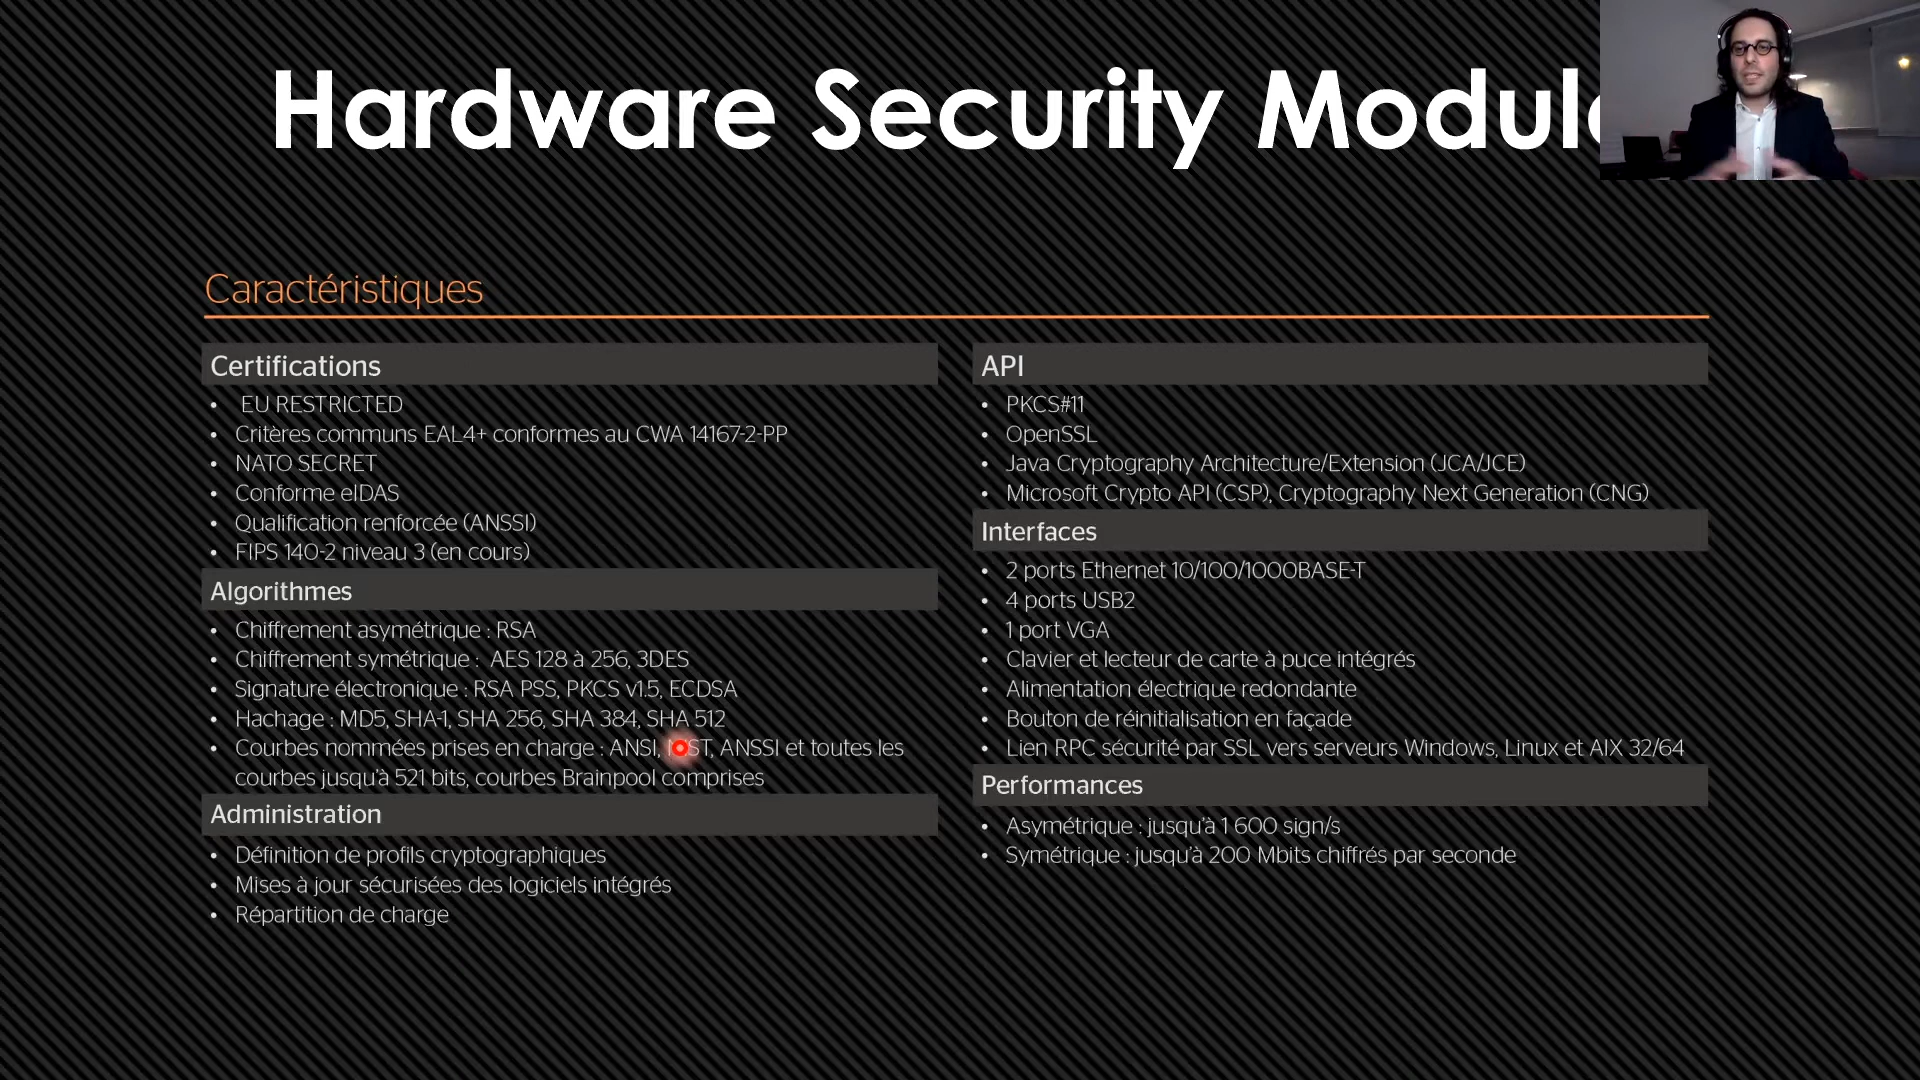 Hardware Security Modul
Caractéristiques
Certifications
• EU RESTRICTED
• Critères communs EAL4+ conformes au CWA 14167-2-PP
• NATO SECRET
• Conforme eIDAS
• Qualification renforcée (ANSSI)
• FIPS 140-2 niveau 3 (en cours)
Algorithmes
• Chiffrement asymétrique : RSA
• Chiffrement symétrique : AES 128 à 256, 3DES
• Signature électronique : RSA PSS, PKCS v1.5, ECDSA
• Hachage : MD5, SHA-1, SHA 256, SHA 384, SHA 512
• Courbes nommées prises en charge : ANSI, NIST, ANSSI et toutes les
courbes jusqu'à 521 bits, courbes Brainpool comprises
Administration
• Définition de profils cryptographiques
• Mises à jour sécurisées des logiciels intégrés
• Répartition de charge
API
• PKCS#11
• OpenSSL
• Java Cryptography Architecture/Extension (JCA/JCE)
• Microsoft Crypto API (CSP), Cryptography Next Generation (CNG)
Interfaces
• 2 ports Ethernet 10/100/1000BASE-T
• 4 ports USB2
• 1 port VGA
• Clavier et lecteur de carte à puce intégrés
• Alimentation électrique redondante
• Bouton de réinitialisation en façade
• Lien RPC sécurité par SSL vers serveurs Windows, Linux et AIX 32/64
Performances
• Asymétrique : jusqu'à 1 600 sign/s
• Symétrique : jusqu'à 200 Mbits chiffrés par seconde